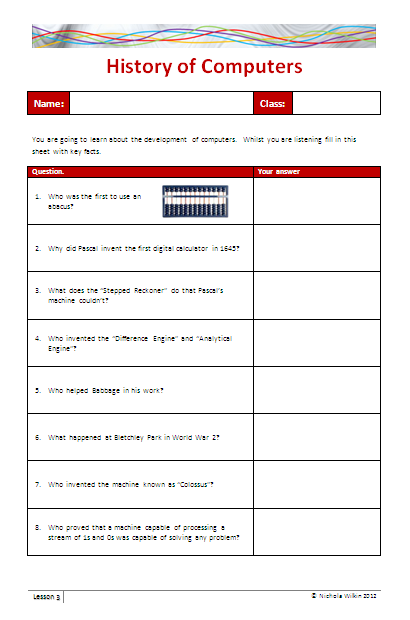 History of Computers
Name:
Class:
You are going to learn about the development of computers. Whilst you are listening fill in this
sheet with key facts.
Question. Your answer
1. Who was the first to use an
abacus?
2. Why did Pascal invent the first digital calculator in 1645?
3. What does the “Stepped Reckoner” do that Pascal’s
machine couldn’t?
4. Who invented the “Difference Engine” and “Analytical
Engine”?
5. Who helped Babbage in his work?
6. What happened at Bletchley Park in World War 2?
7. Who invented the machine known as “Colossus”?
8. Who proved that a machine capable of processing a
stream of 1s and 0s was capable of solving any problem?
Lesson 3
© Nichola Wilkin 2012